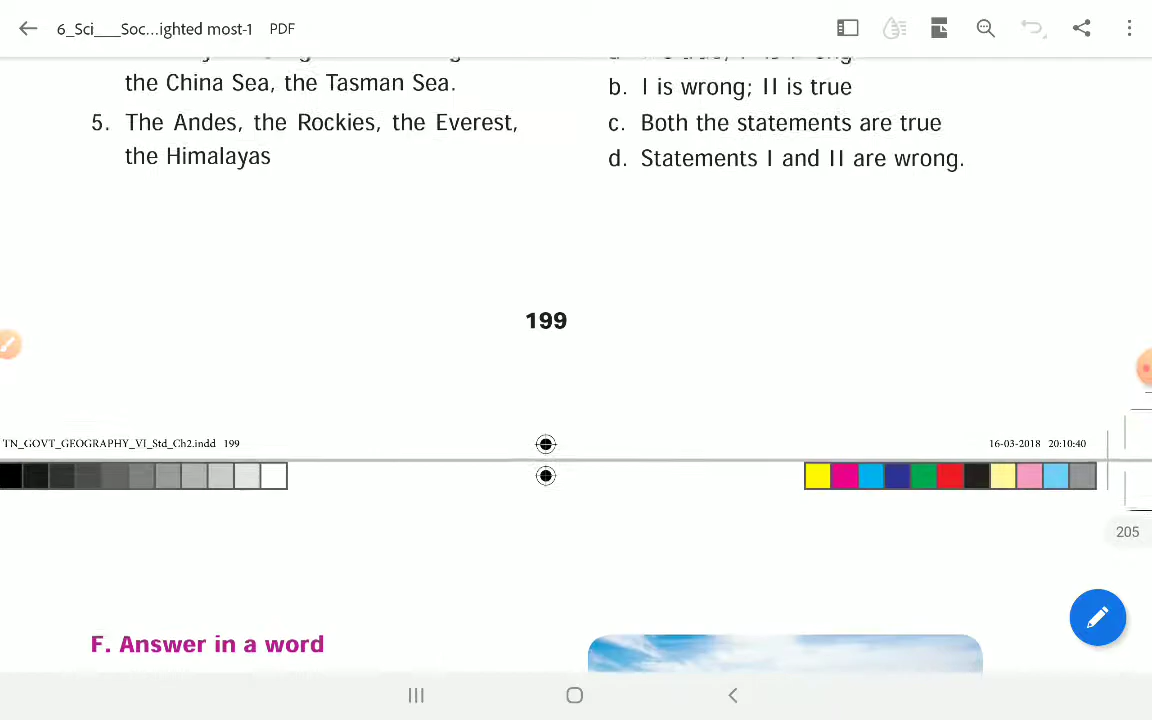 6_Sci___Soc...ighted most-1 PDF
the China Sea, the Tasman Sea.
5. The Andes, the Rockies, the Everest,
the Himalayas
b. I is wrong; II is true
c. Both the statements are true
d. Statements I and II are wrong.
199
TN_GOVT_GEOGRAPHY_VI_Std_Ch2.indd 199
16-03-2018 20:10:40
205
F. Answer in a word